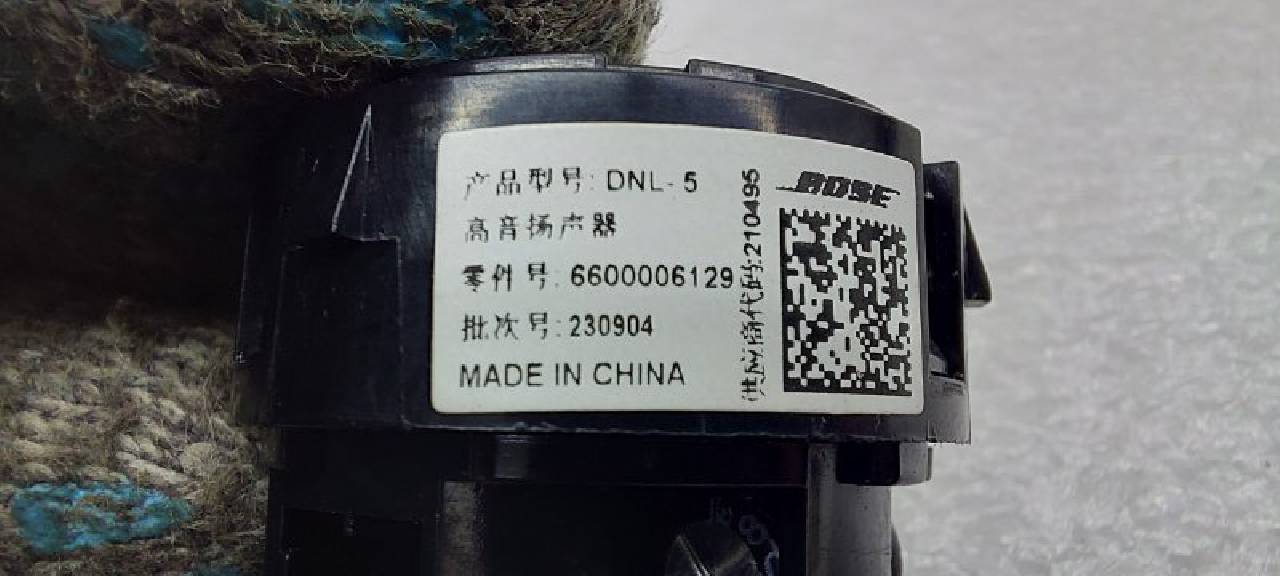 产品型号: DNL-5
高音扬声器
零件号: 6600006129
批次号: 230904
MADE IN CHINA
供应商代码:210495
BOSE